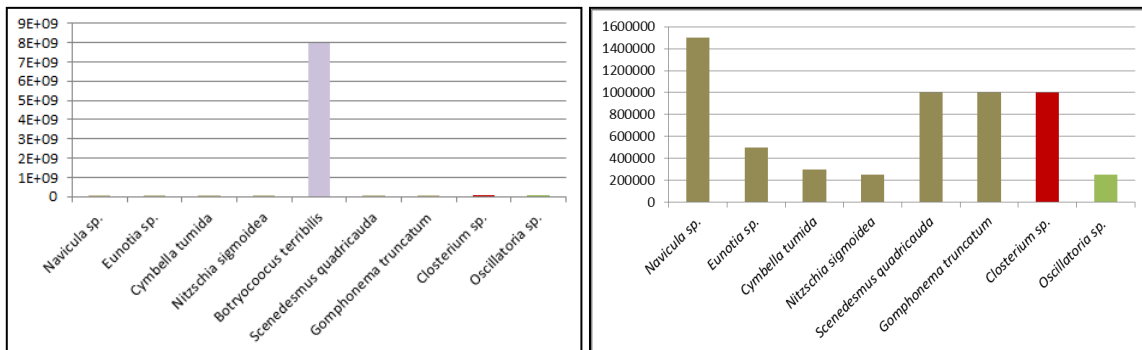 9E+09
8E+09
7E+09
6E+09
5E+09
4E+09
3E+09
2E+09
1E+09
0
Navicula sp.
Eunotia sp.
Cymbella tumida
Nitzschia sigmoidea
Botryocoocus terribilis
Scenedesmus quadricauda
Gomphonema truncatum
Closterium sp.
Oscillatoria sp.
1600000
1400000
1200000
1000000
800000
600000
400000
200000
0
Navicula sp.
Eunotia sp.
Cymbella tumida
Nitzschia sigmoidea
Scenedesmus quadricauda
Gomphonema truncatum
Closterium sp.
Oscillatoria sp.